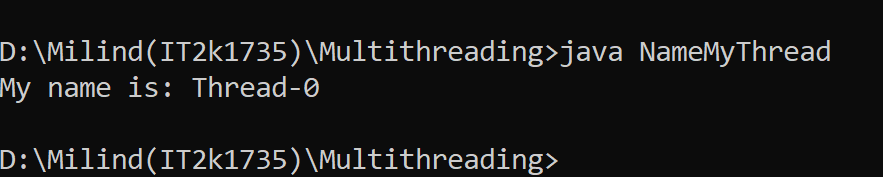 D:\Milind(IT2k1735)\Multithreading>java NameMyThread
My name is: Thread-0
D:\Milind(IT2k1735)\Multithreading>